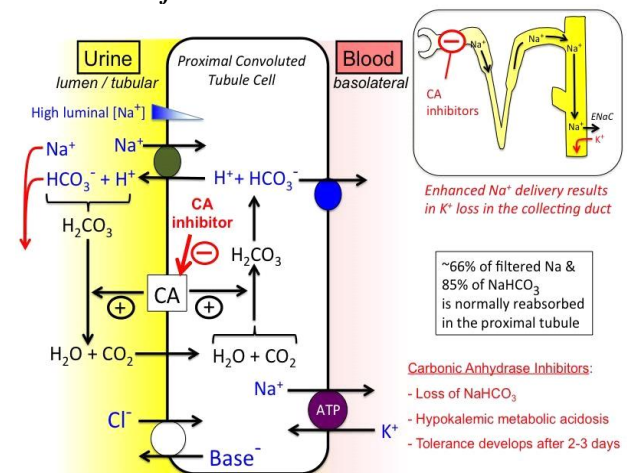 Urine
lumen / tubular
Proximal Convoluted
Tubule Cell
Blood
basolateral
High luminal [Na⁺]
Na⁺
Na⁺
HCO₃⁻ + H⁺
H⁺ + HCO₃⁻
CA
inhibitor
H₂CO₃
H₂CO₃
CA
+
+
H₂O + CO₂
H₂O + CO₂
Na⁺
ATP
K⁺
Cl⁻
Base⁻
Na⁺
Na⁺
Na⁺
CA
inhibitors
Na⁺
ENaC
K⁺
Enhanced Na⁺ delivery results
in K⁺ loss in the collecting duct
~66% of filtered Na &
85% of NaHCO₃
is normally reabsorbed
in the proximal tubule
Carbonic Anhydrase Inhibitors:
- Loss of NaHCO₃
- Hypokalemic metabolic acidosis
- Tolerance develops after 2-3 days